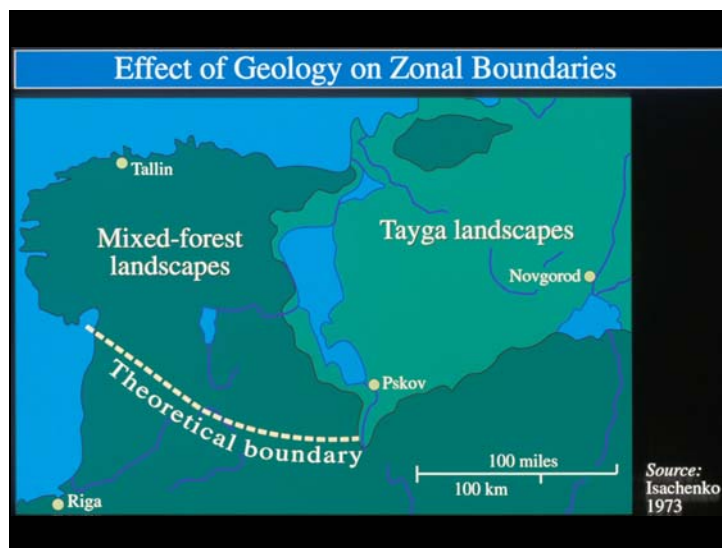 Effect of Geology on Zonal Boundaries
Tallin
Mixed-forest
landscapes
Tayga landscapes
Novgorod
Pskov
Theoretical boundary
Riga
100 miles
100 km
Source:
Isachenko
1973